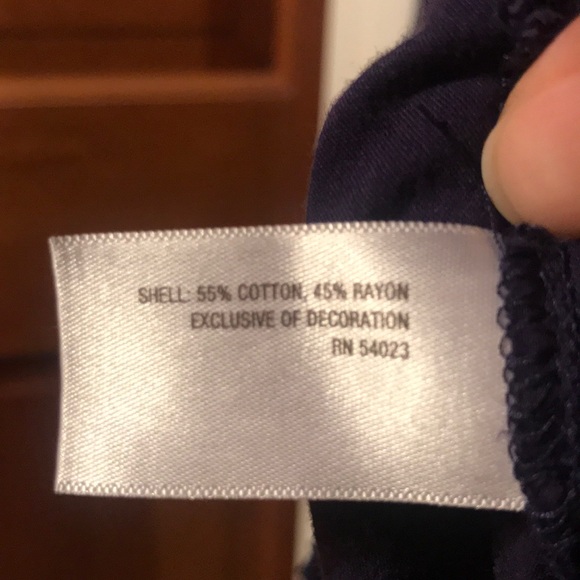 SHELL: 55% COTTON, 45% RAYON
EXCLUSIVE OF DECORATION
RN 54023